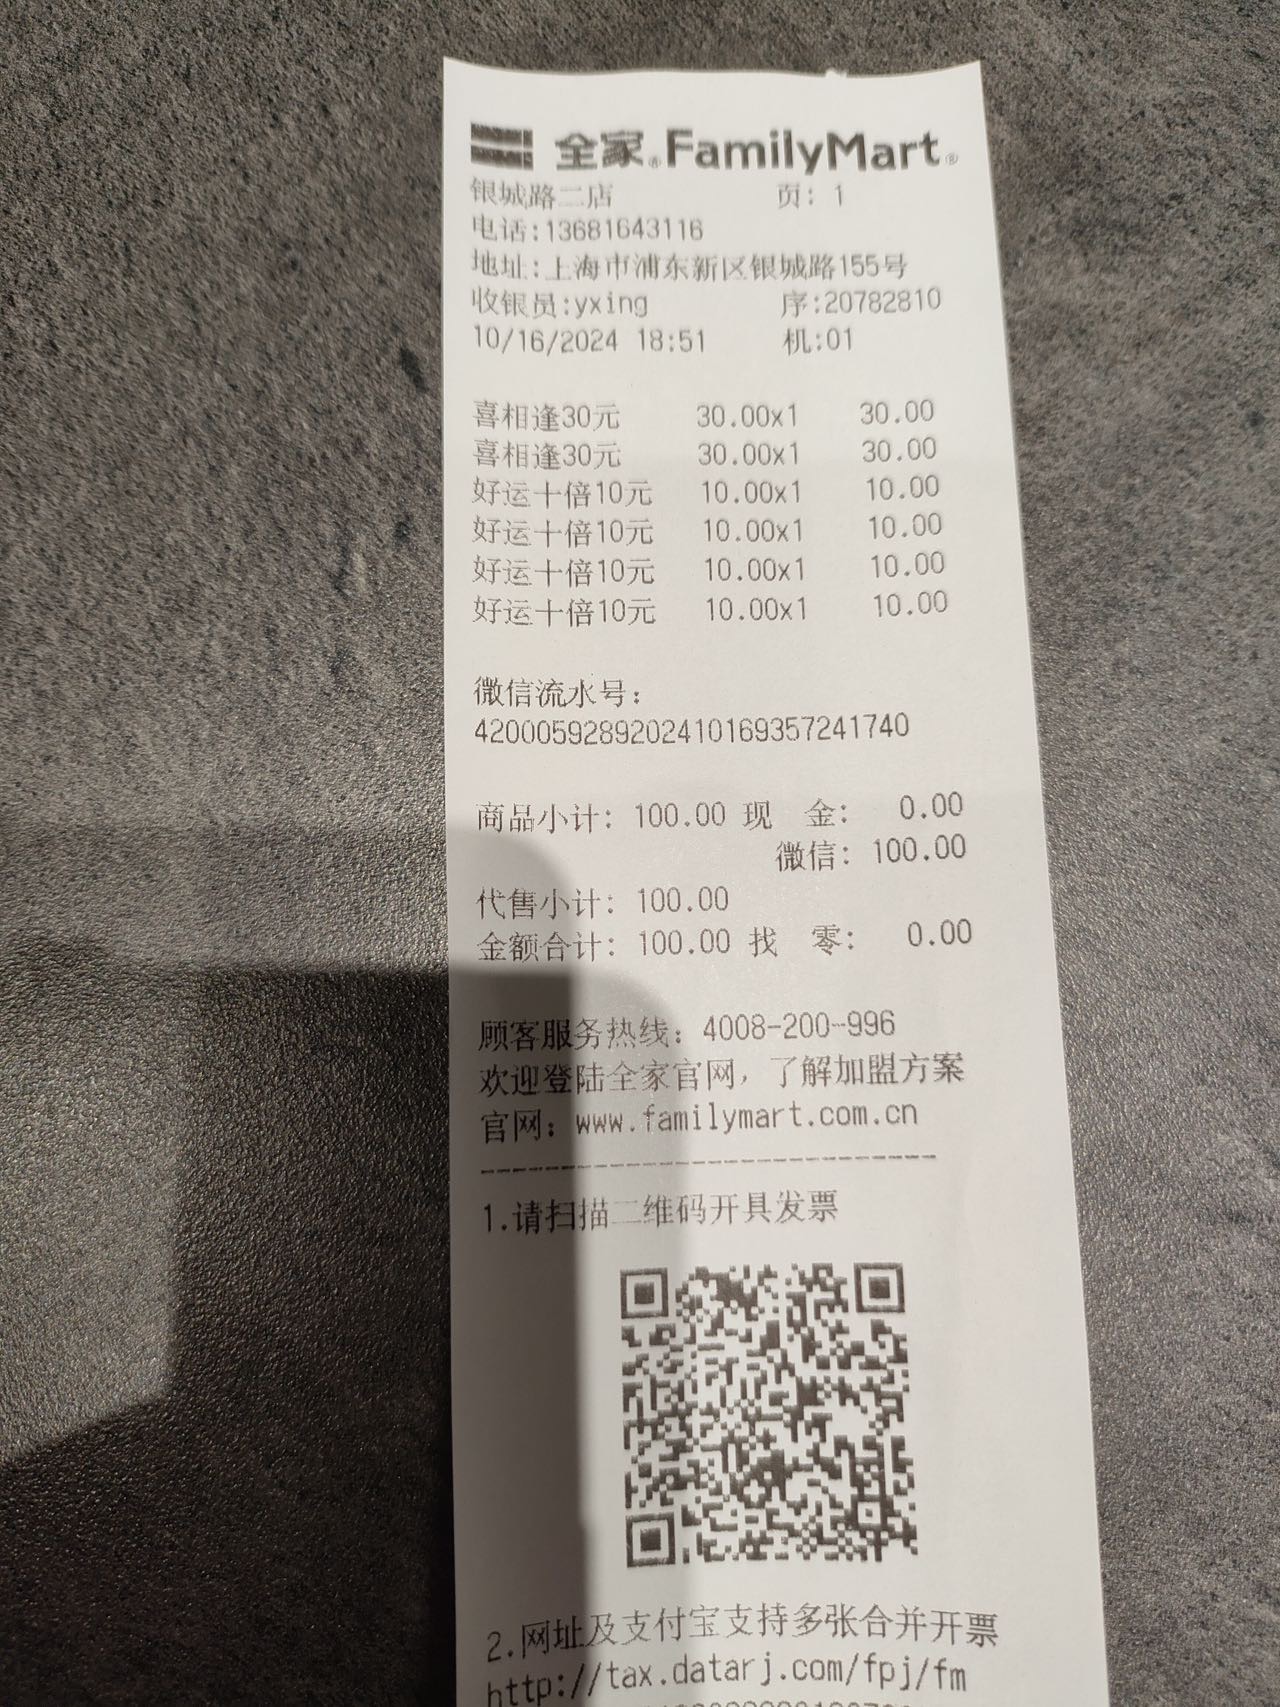 全家®FamilyMart®
银城路二店 页: 1
电话:13681643116
地址:上海市浦东新区银城路155号
收银员:yxing 序:20782810
10/16/2024 18:51 机:01
喜相逢30元 30.00x1 30.00
喜相逢30元 30.00x1 30.00
好运十倍10元 10.00x1 10.00
好运十倍10元 10.00x1 10.00
好运十倍10元 10.00x1 10.00
好运十倍10元 10.00x1 10.00
微信流水号:
4200059289202410169357241740
商品小计: 100.00 现 金: 0.00
微信: 100.00
代售小计: 100.00
金额合计: 100.00 找 零: 0.00
顾客服务热线: 4008-200-996
欢迎登陆全家官网, 了解加盟方案
官网: www.familymart.com.cn
1.请扫描二维码开具发票
2.网址及支付宝支持多张合并开票
http://tax.datarj.com/fpj/fm